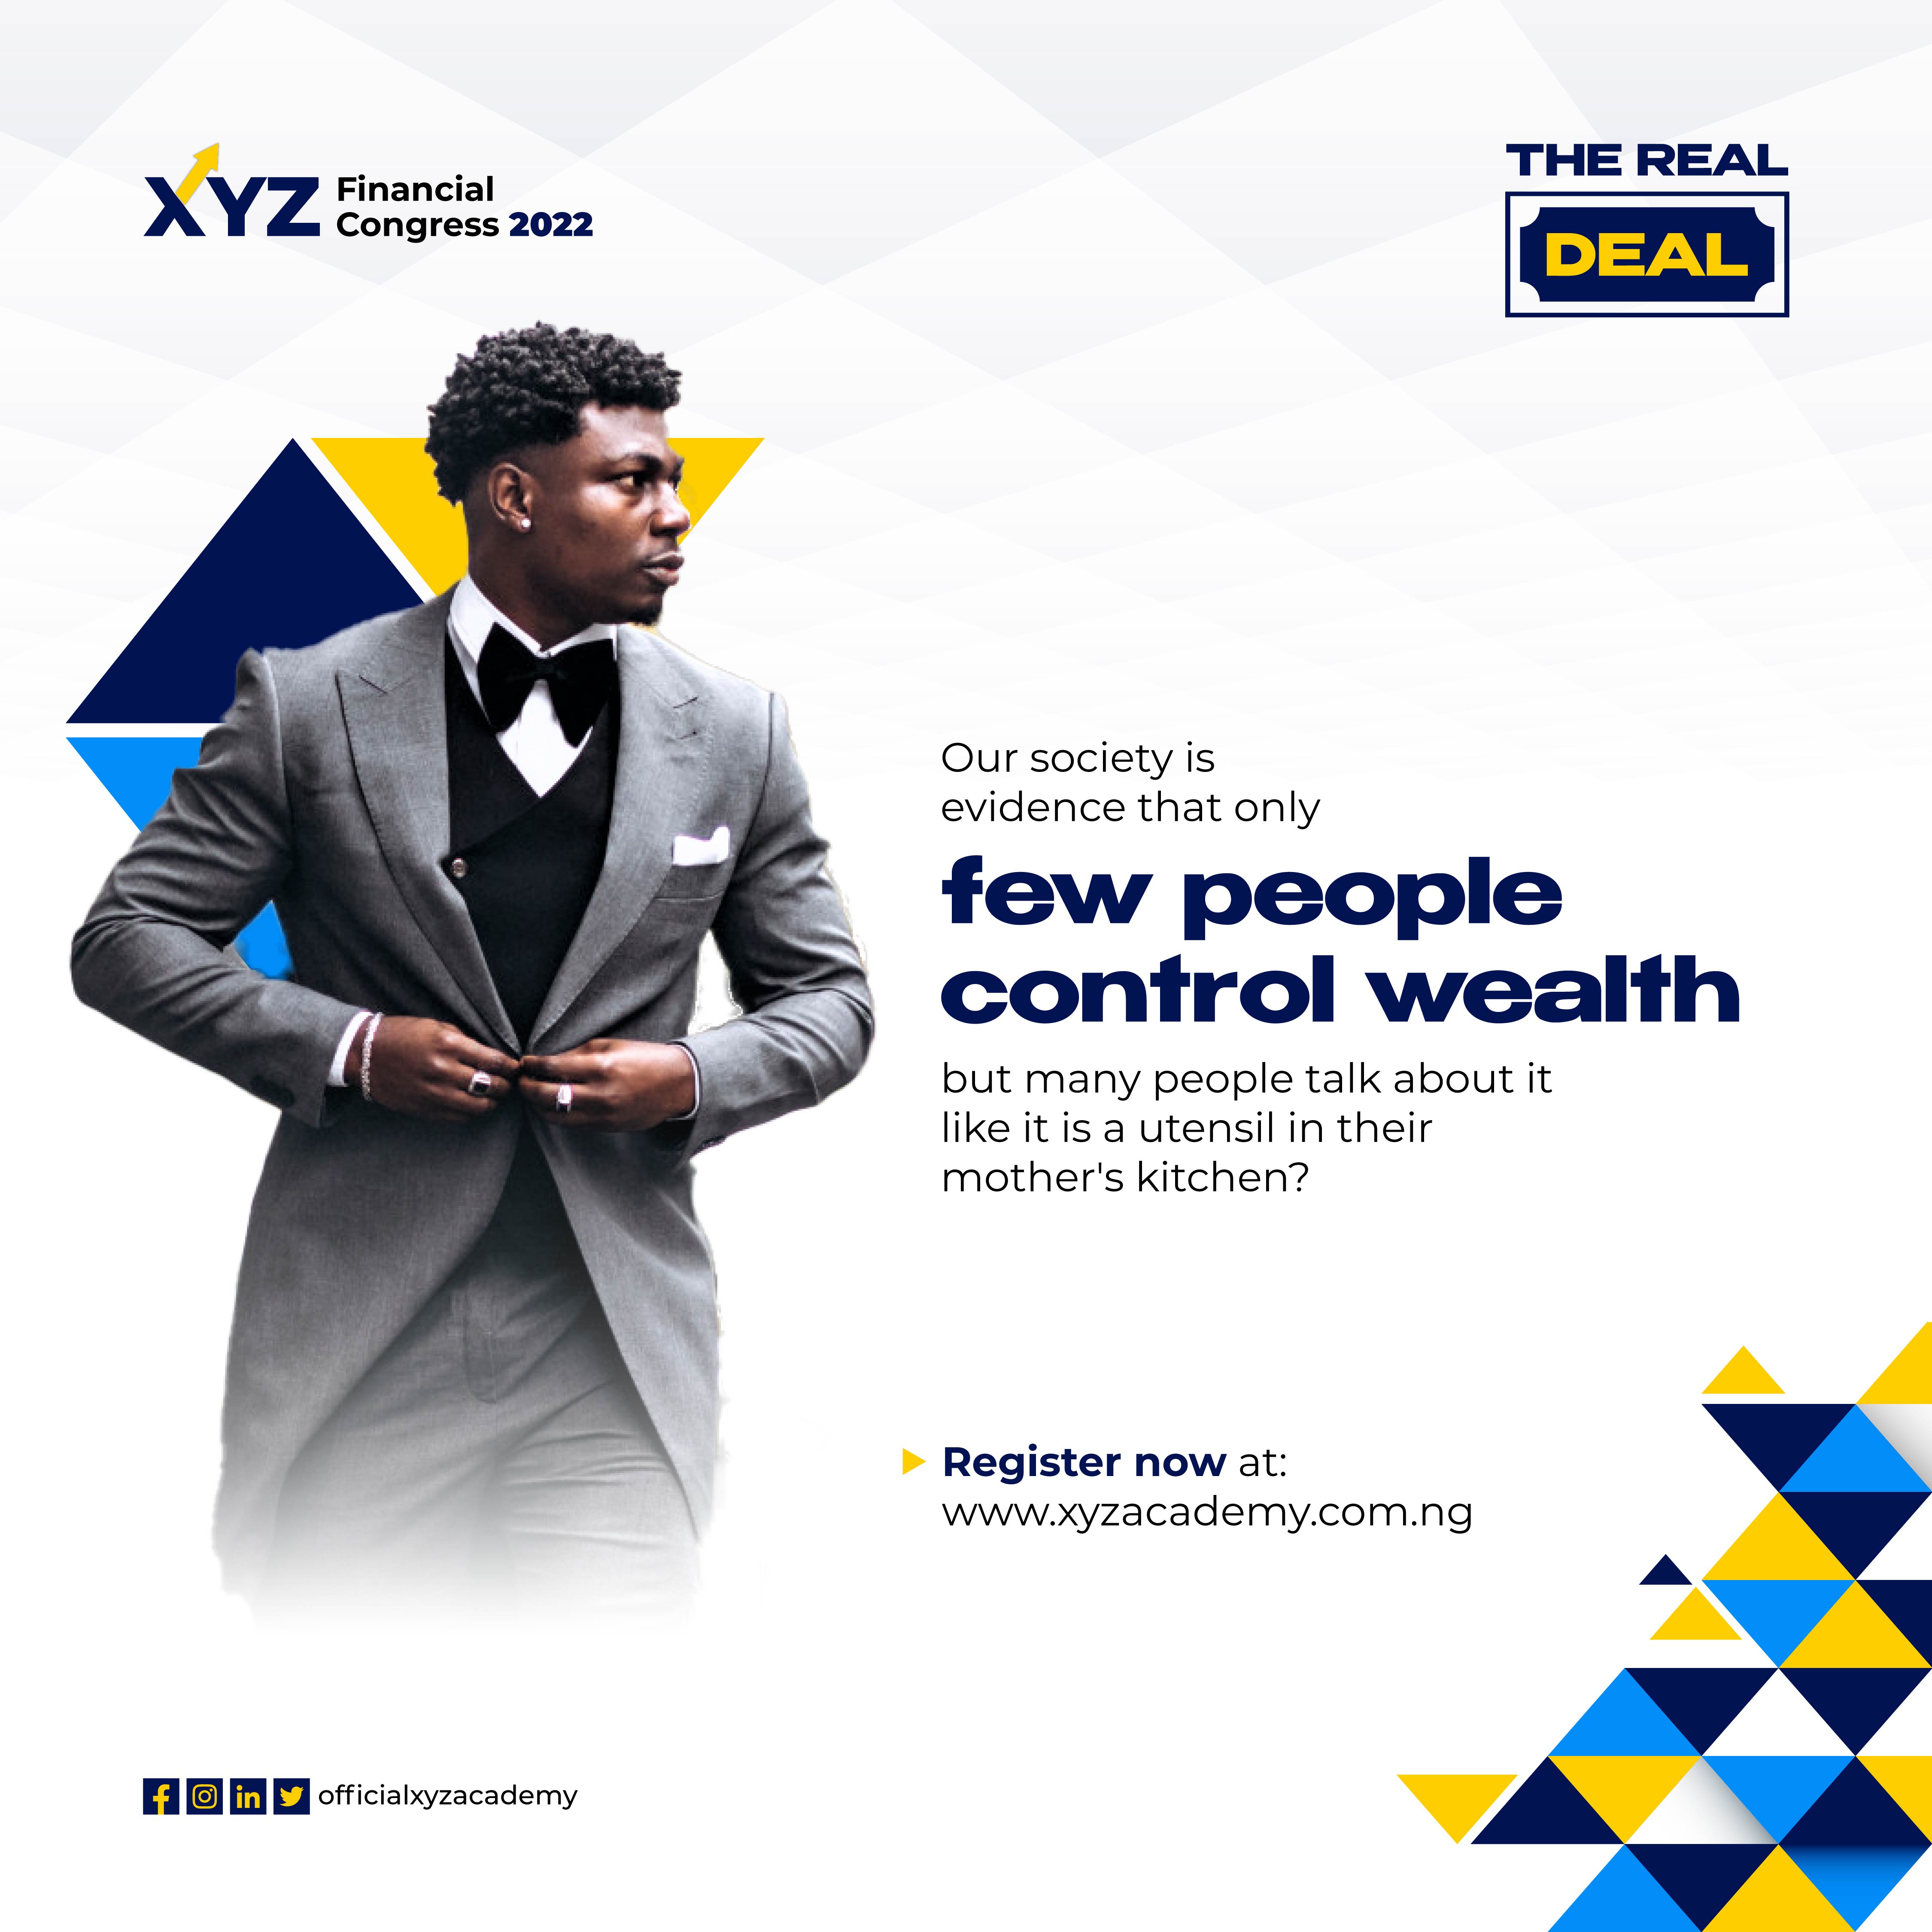 XYZ Financial
Congress 2022
THE REAL
DEAL
Our society is
evidence that only
few people
control wealth
but many people talk about it
like it is a utensil in their
mother's kitchen?
Register now at:
www.xyzacademy.com.ng
officialxyzacademy